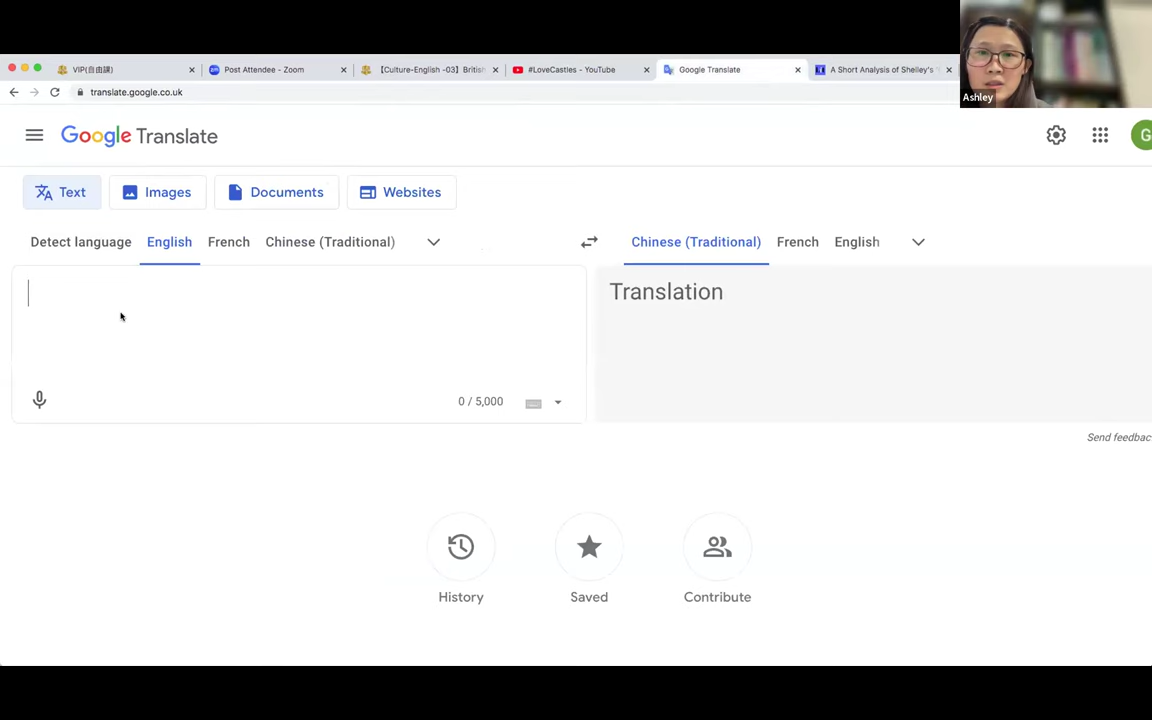 VIP(自由課)
Post Attendee - Zoom
【Culture-English -03】British
#LoveCastles - YouTube
Google Translate
A Short Analysis of Shelley's
translate.google.co.uk
Ashley
Google Translate
G
Text
Images
Documents
Websites
Detect language
English
French
Chinese (Traditional)
Chinese (Traditional)
French
English
Translation
0 / 5,000
Send feedbac
History
Saved
Contribute